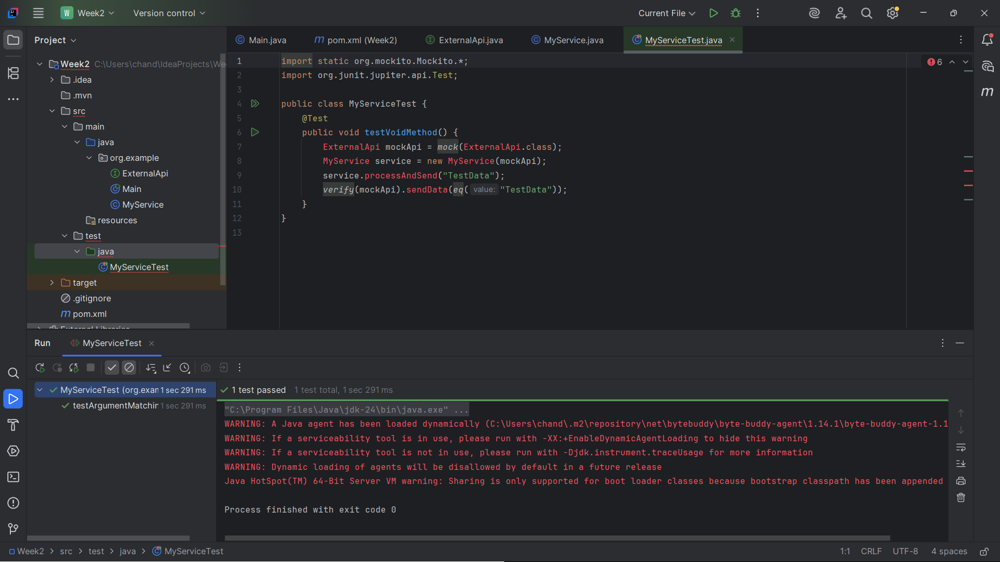 W Week2 Version control Current File
Project
Main.java m pom.xml (Week2) ExternalApi.java MyService.java MyServiceTest.java
Week2 C:\Users\chand\IdeaProjects\We
.idea
.mvn
src
main
java
org.example
ExternalApi
Main
MyService
resources
test
java
MyServiceTest
target
.gitignore
m pom.xml
External Libraries
6
m
1 import static org.mockito.Mockito.*;
2 import org.junit.jupiter.api.Test;
3
4 public class MyServiceTest {
5 @Test
6 public void testVoidMethod() {
7 ExternalApi mockApi = mock(ExternalApi.class);
8 MyService service = new MyService(mockApi);
9 service.processAndSend("TestData");
10 verify(mockApi).sendData(eq( value: "TestData"));
11 }
12 }
13
Run MyServiceTest
MyServiceTest (org.exam 1 sec 291 ms
testArgumentMatchin 1 sec 291 ms
1 test passed 1 test total, 1 sec 291 ms
"C:\Program Files\Java\jdk-24\bin\java.exe" ...
WARNING: A Java agent has been loaded dynamically (C:\Users\chand\.m2\repository\net\bytebuddy\byte-buddy-agent\1.14.1\byte-buddy-agent-1.1
WARNING: If a serviceability tool is in use, please run with -XX:+EnableDynamicAgentLoading to hide this warning
WARNING: If a serviceability tool is not in use, please run with -Djdk.instrument.traceUsage for more information
WARNING: Dynamic loading of agents will be disallowed by default in a future release
Java HotSpot(TM) 64-Bit Server VM warning: Sharing is only supported for boot loader classes because bootstrap classpath has been appended
Process finished with exit code 0
Week2 > src > test > java > MyServiceTest
1:1 CRLF UTF-8 4 spaces